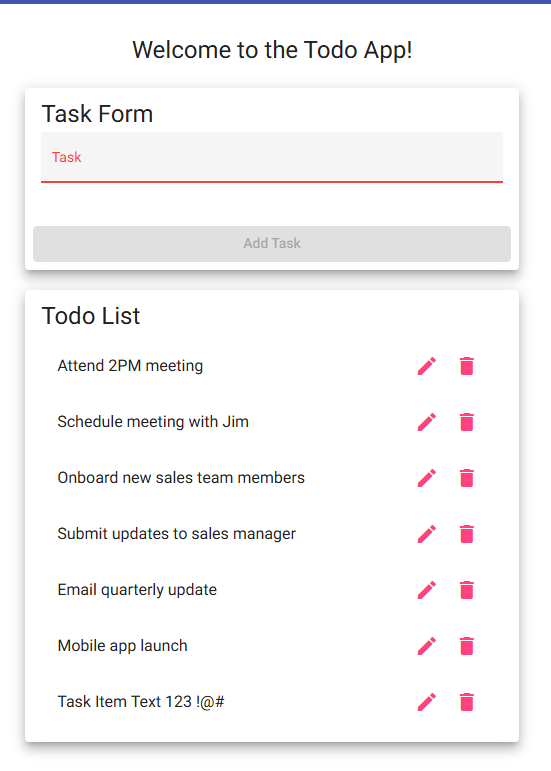 Welcome to the Todo App!
Task Form
Task
Add Task
Todo List
Attend 2PM meeting
Schedule meeting with Jim
Onboard new sales team members
Submit updates to sales manager
Email quarterly update
Mobile app launch
Task Item Text 123 !@#